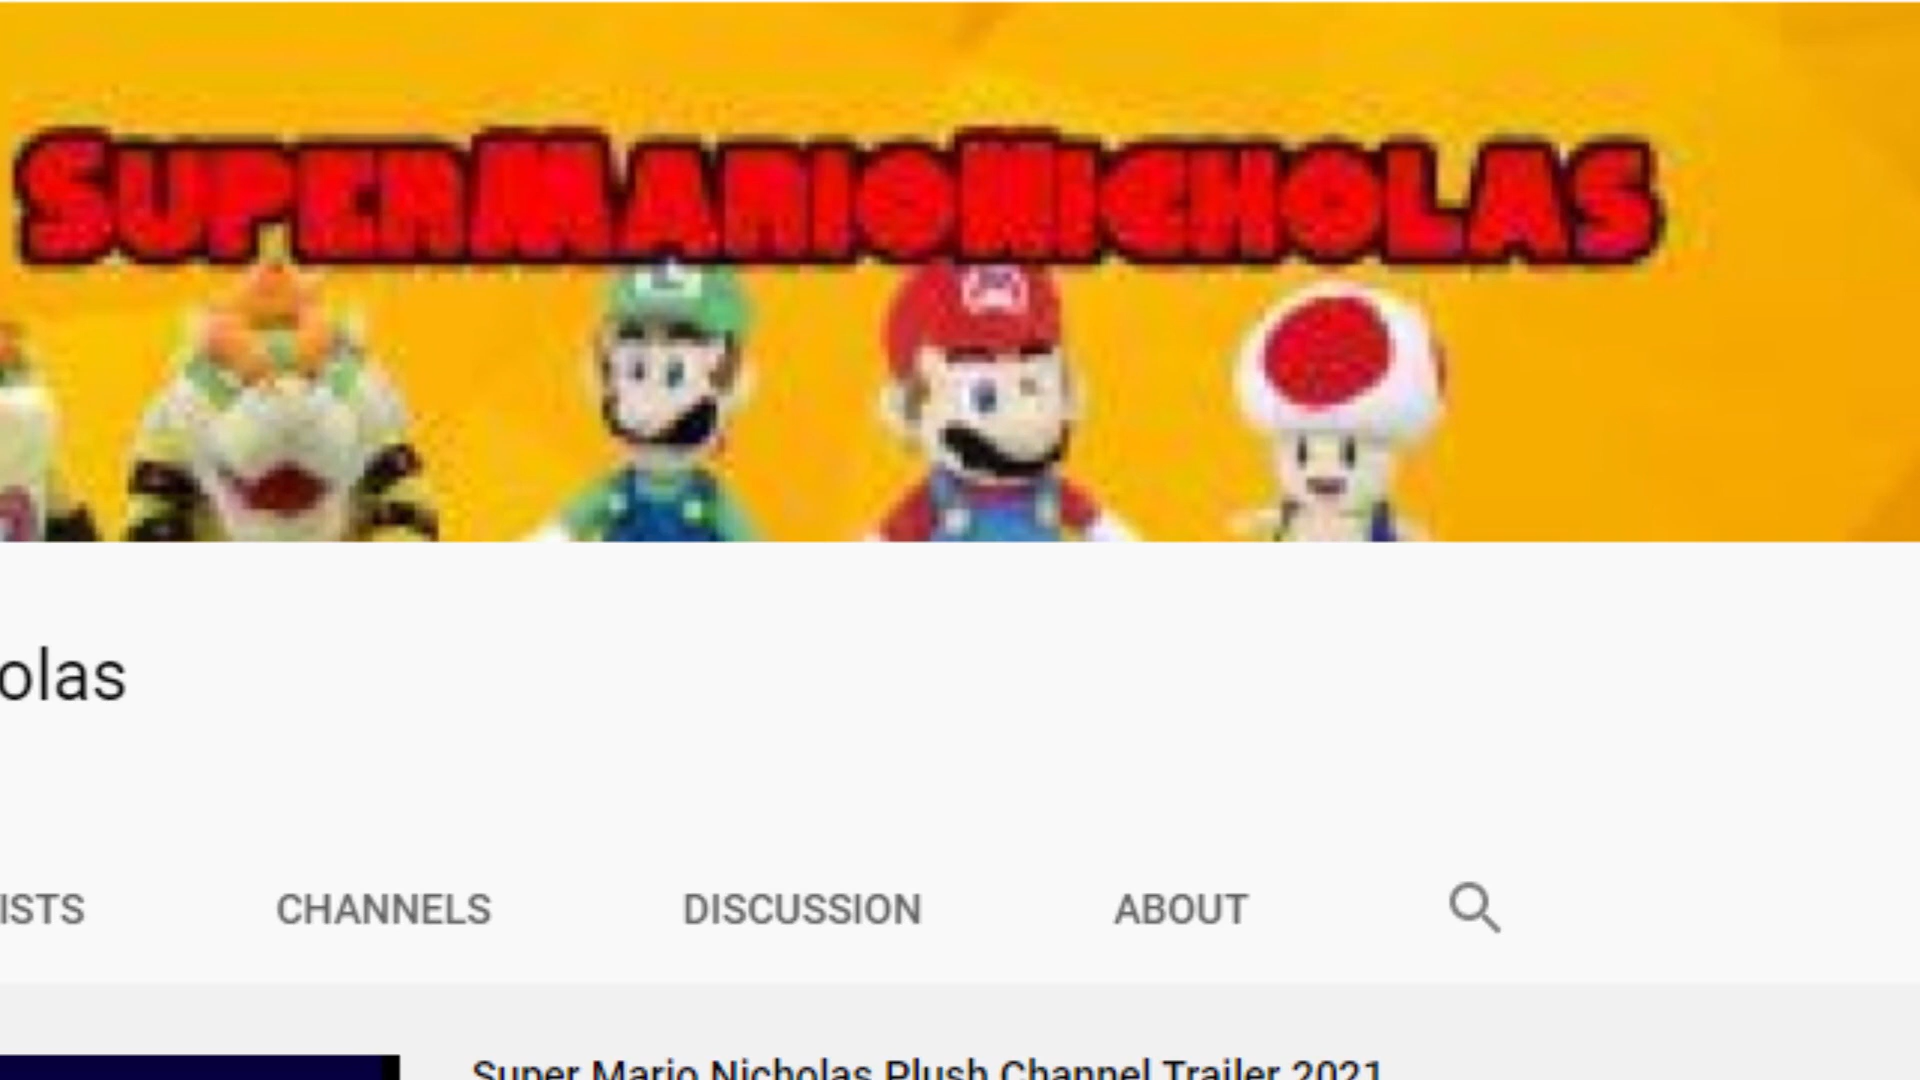 SuperMarioNicholas
L
M
olas
ISTS CHANNELS DISCUSSION ABOUT
Super Mario Nicholas Plush Channel Trailer 2021